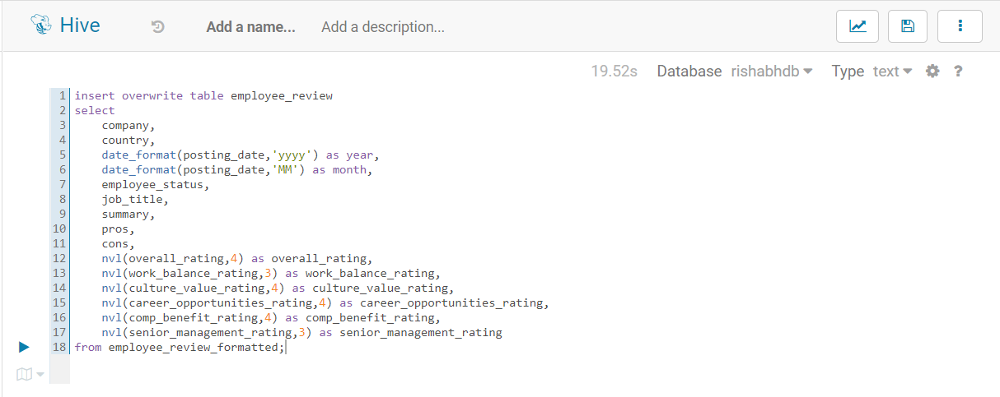 Hive Add a name... Add a description...
19.52s Database rishabhdb Type text ?
1 insert overwrite table employee_review
2 select
3 company,
4 country,
5 date_format(posting_date,'yyyy') as year,
6 date_format(posting_date,'MM') as month,
7 employee_status,
8 job_title,
9 summary,
10 pros,
11 cons,
12 nvl(overall_rating,4) as overall_rating,
13 nvl(work_balance_rating,3) as work_balance_rating,
14 nvl(culture_value_rating,4) as culture_value_rating,
15 nvl(career_opportunities_rating,4) as career_opportunities_rating,
16 nvl(comp_benefit_rating,4) as comp_benefit_rating,
17 nvl(senior_management_rating,3) as senior_management_rating
18 from employee_review_formatted;